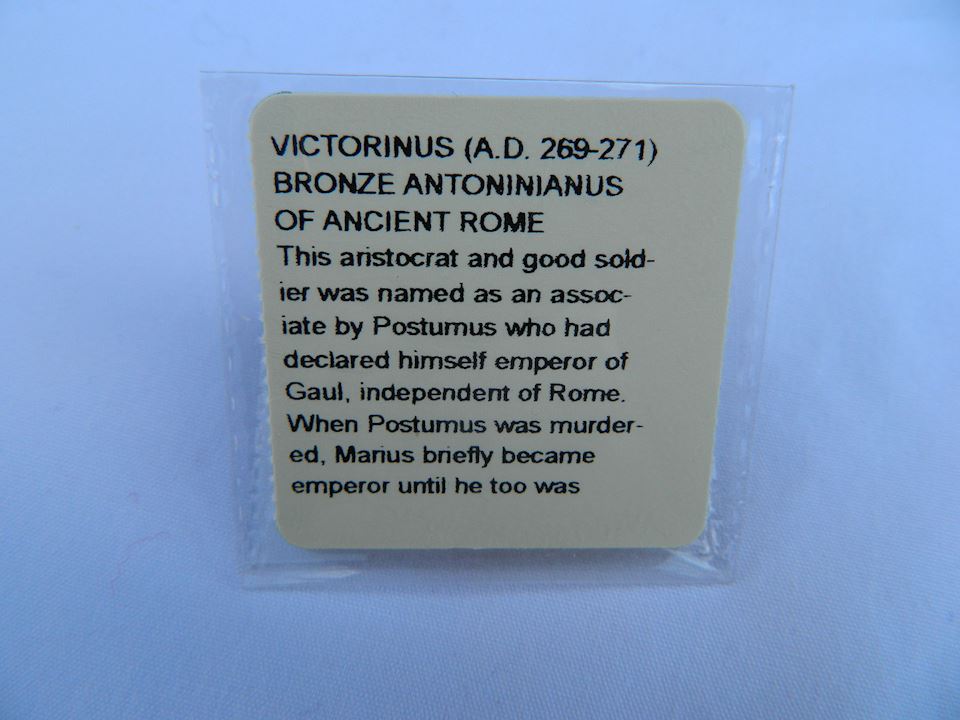 VICTORINUS (A.D. 269-271)
BRONZE ANTONINIANUS
OF ANCIENT ROME
This aristocrat and good sold-
ier was named as an assoc-
iate by Postumus who had
declared himself emperor of
Gaul, independent of Rome.
When Postumus was murder-
ed, Marius briefly became
emperor until he too was